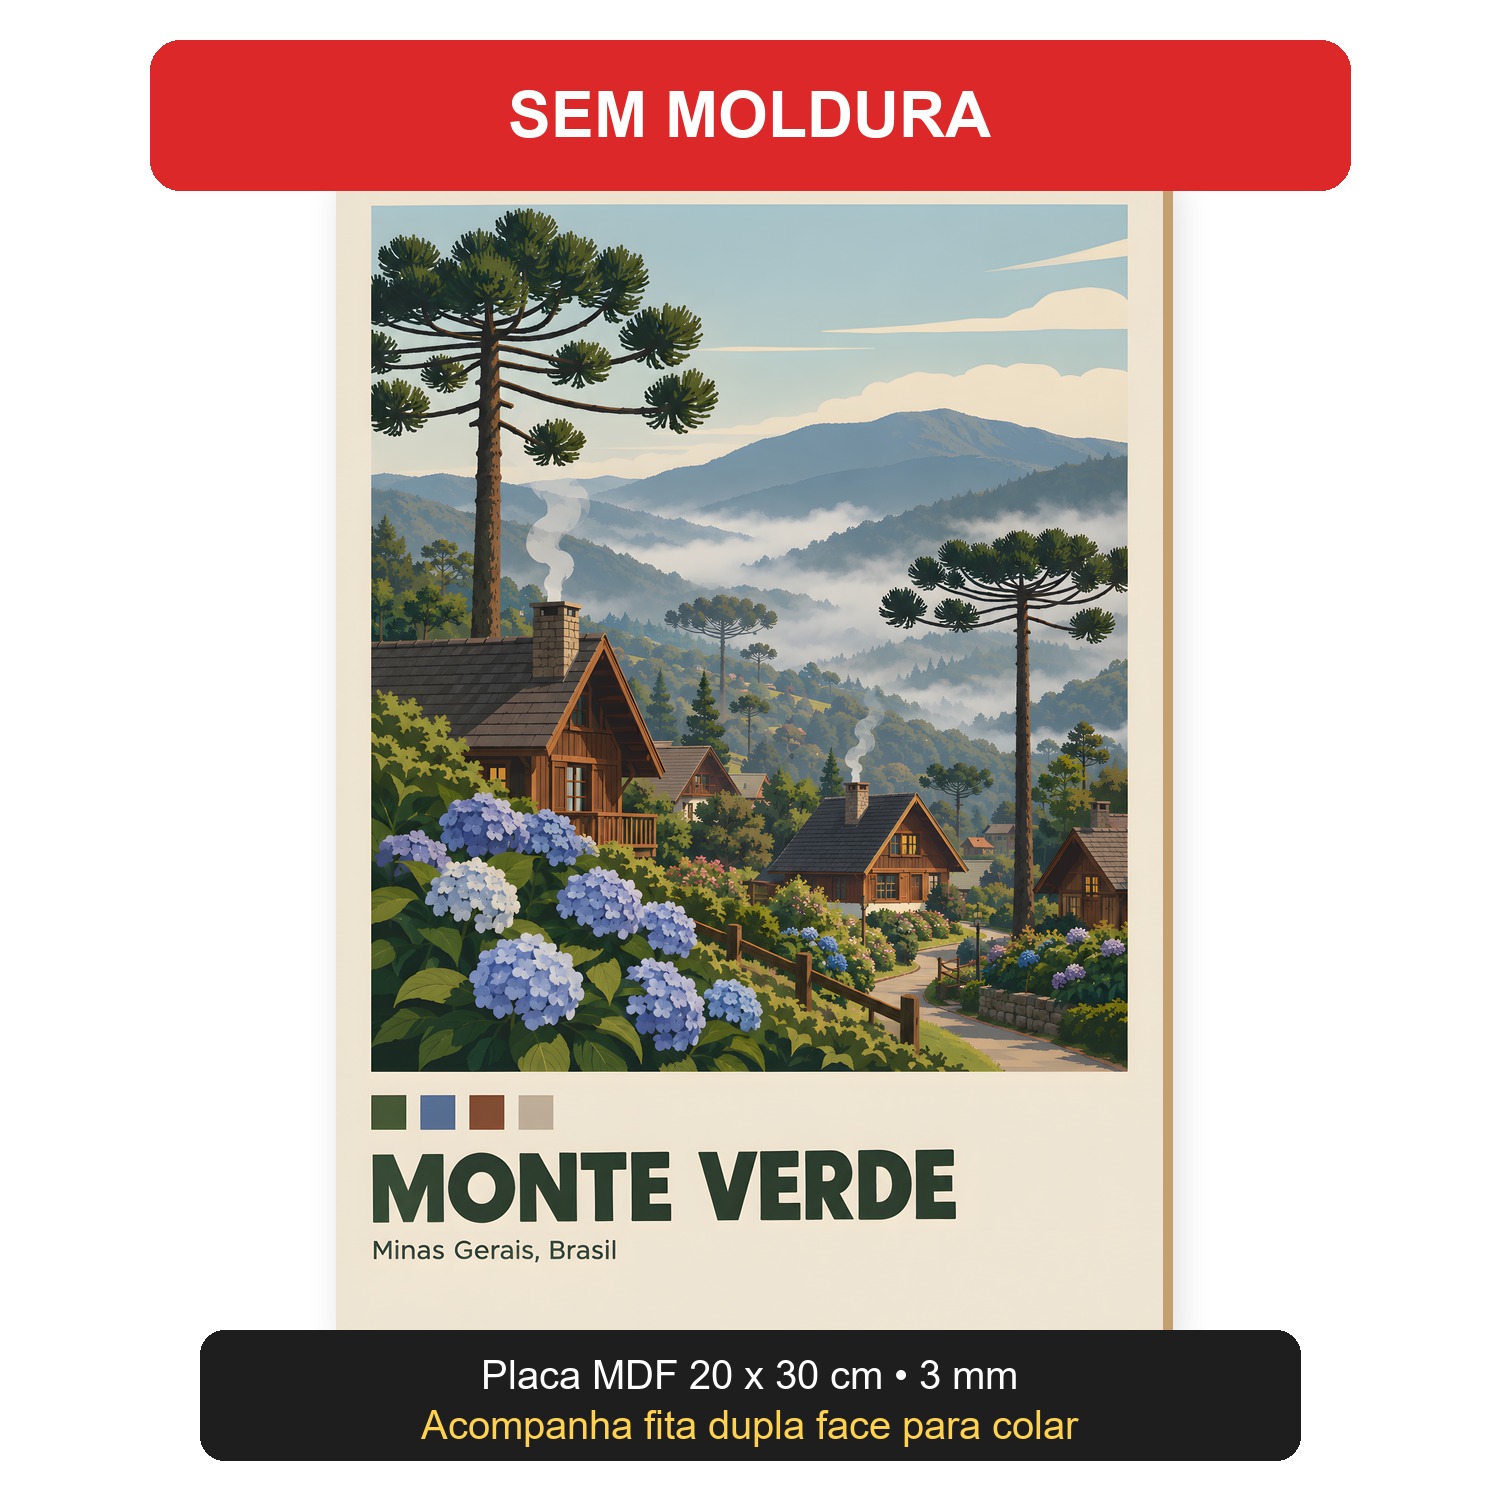 SEM MOLDURA
MONTE VERDE
Minas Gerais, Brasil
Placa MDF 20 x 30 cm • 3 mm
Acompanha fita dupla face para colar